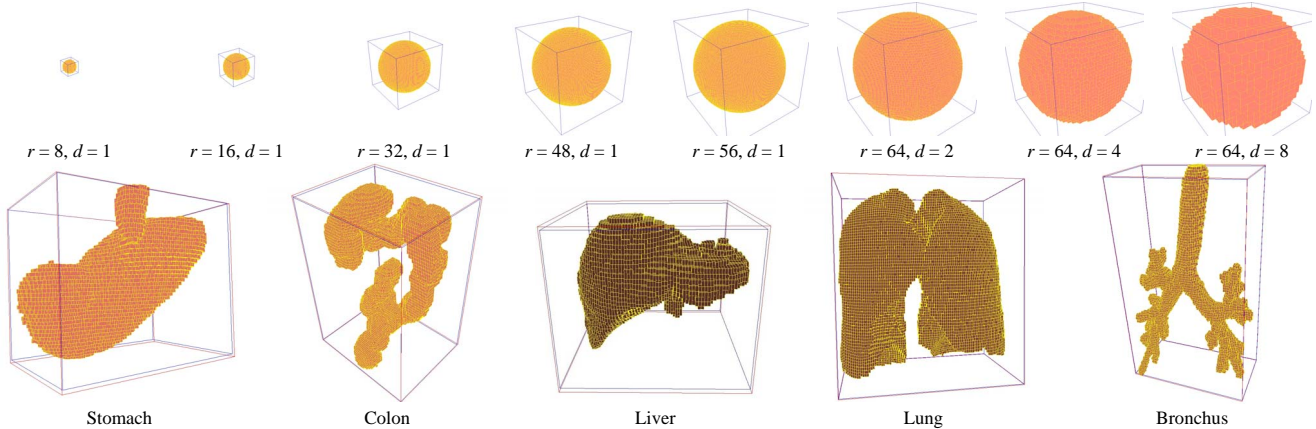 r = 8, d = 1 r = 16, d = 1 r = 32, d = 1 r = 48, d = 1 r = 56, d = 1 r = 64, d = 2 r = 64, d = 4 r = 64, d = 8
Stomach Colon Liver Lung Bronchus